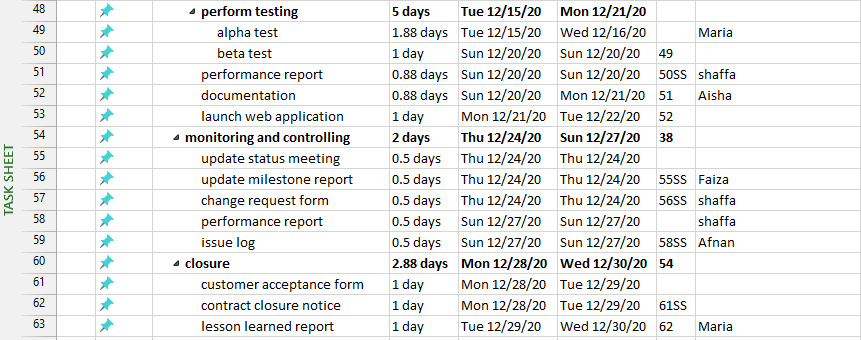 TASK SHEET
48 perform testing 5 days Tue 12/15/20 Mon 12/21/20
49 alpha test 1.88 days Tue 12/15/20 Wed 12/16/20 Maria
50 beta test 1 day Sun 12/20/20 Sun 12/20/20 49
51 performance report 0.88 days Sun 12/20/20 Sun 12/20/20 50SS shaffa
52 documentation 0.88 days Sun 12/20/20 Mon 12/21/20 51 Aisha
53 launch web application 1 day Mon 12/21/20 Tue 12/22/20 52
54 monitoring and controlling 2 days Thu 12/24/20 Sun 12/27/20 38
55 update status meeting 0.5 days Thu 12/24/20 Thu 12/24/20
56 update milestone report 0.5 days Thu 12/24/20 Thu 12/24/20 55SS Faiza
57 change request form 0.5 days Thu 12/24/20 Thu 12/24/20 56SS shaffa
58 performance report 0.5 days Sun 12/27/20 Sun 12/27/20 shaffa
59 issue log 0.5 days Sun 12/27/20 Sun 12/27/20 58SS Afnan
60 closure 2.88 days Mon 12/28/20 Wed 12/30/20 54
61 customer acceptance form 1 day Mon 12/28/20 Tue 12/29/20
62 contract closure notice 1 day Mon 12/28/20 Tue 12/29/20 61SS
63 lesson learned report 1 day Tue 12/29/20 Wed 12/30/20 62 Maria